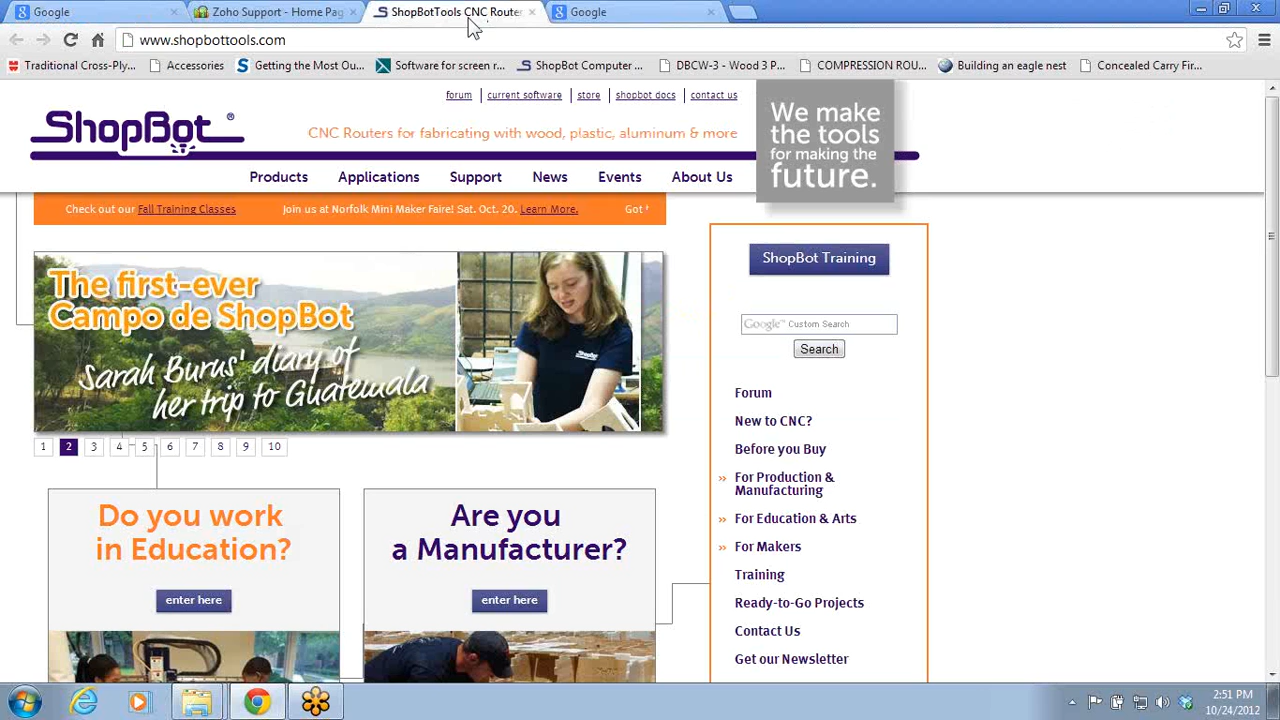 Google
Zoho Support - Home Pag
ShopBotTools CNC Router
Google
www.shopbottools.com
Traditional Cross-Ply...
Accessories
Getting the Most Ou...
Software for screen r...
ShopBot Computer ...
DBCW-3 - Wood 3 P...
COMPRESSION ROU...
Building an eagle nest
Concealed Carry Fir...
forum
current software
store
shopbot docs
contact us
ShopBot®
CNC Routers for fabricating with wood, plastic, aluminum & more
We make
the tools
for making the
future.
Products
Applications
Support
News
Events
About Us
Check out our Fall Training Classes
Join us at Norfolk Mini Maker Faire! Sat. Oct. 20. Learn More.
Got
The first-ever
Campo de ShopBot
Sarah Burus' diary of
her trip to Guatemala
ShopBot
1 2 3 4 5 6 7 8 9 10
Do you work
in Education?
enter here
Are you
a Manufacturer?
enter here
ShopBot Training
Google Custom Search
Search
Forum
New to CNC?
Before you Buy
» For Production &
Manufacturing
» For Education & Arts
» For Makers
Training
Ready-to-Go Projects
Contact Us
Get our Newsletter
2:51 PM
10/24/2012